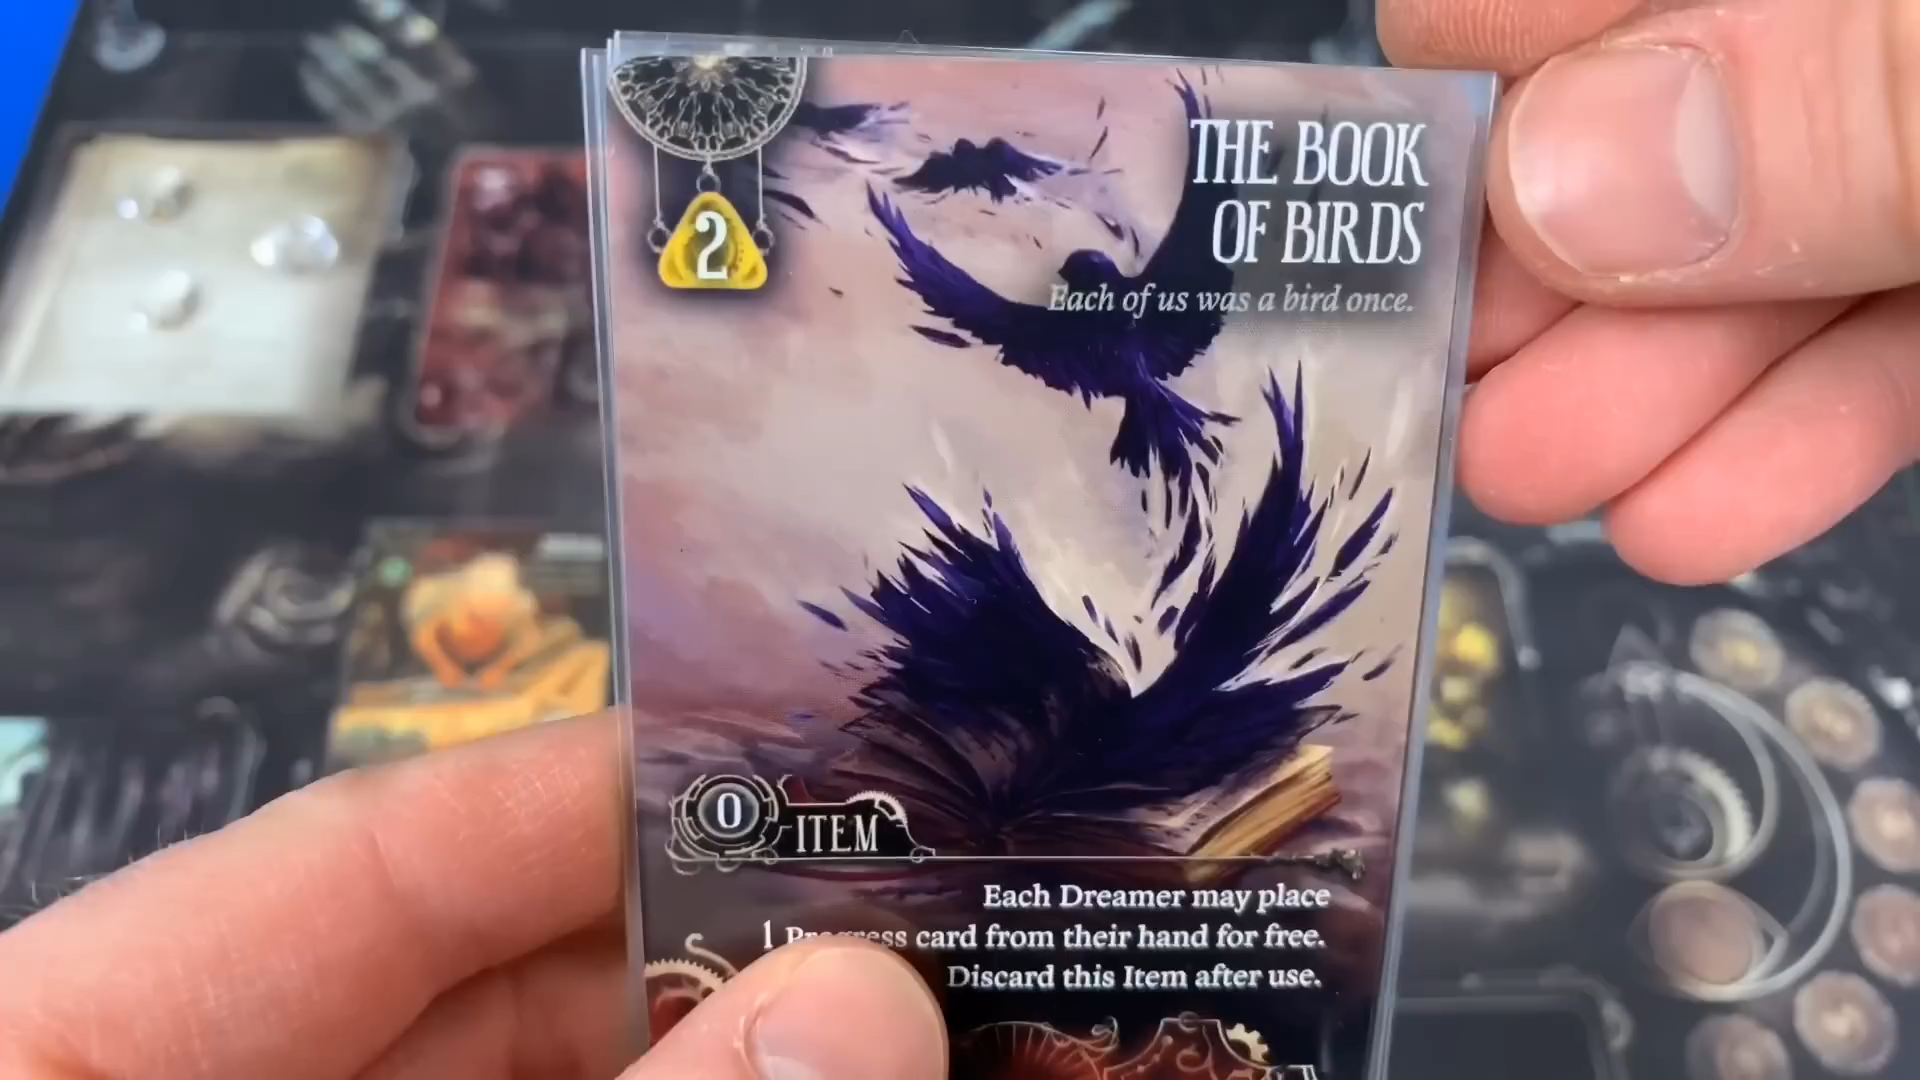 2
THE BOOK
OF BIRDS
Each of us was a bird once.
0
ITEM
Each Dreamer may place
1 Progress card from their hand for free.
Discard this Item after use.